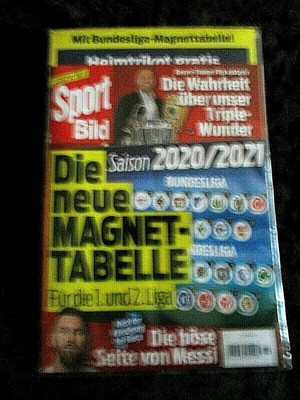 Mit Bundesliga-Magnettabelle!
Heimtrikot gratis
Sport
Bild
Die Wahrheit
über unser
Triple-
Wunder
Saison 2020/2021
Die
neue
MAGNET-
TABELLE
Für die 1. und 2. Liga
BUNDESLIGA
BUNDESLIGA
Die böse
Seite von Messi